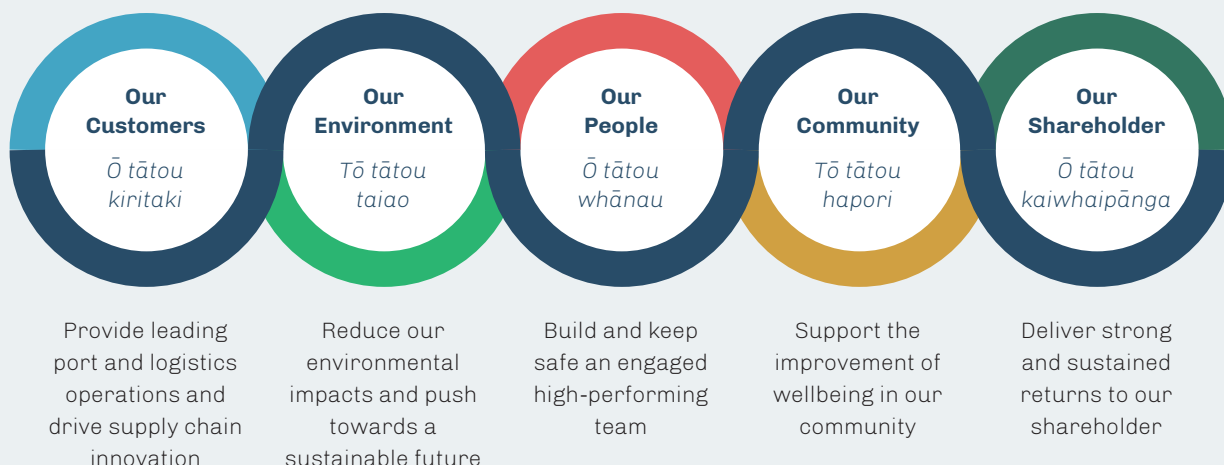 Our
Customers
Ō tātou
kiritaki
Our
Environment
Tō tātou
taiao
Our
People
Ō tātou
whānau
Our
Community
Tō tātou
hapori
Our
Shareholder
Ō tātou
kaiwhaipānga
Provide leading
port and logistics
operations and
drive supply chain
innovation
Reduce our
environmental
impacts and push
towards a
sustainable future
Build and keep
safe an engaged
high-performing
team
Support the
improvement of
wellbeing in our
community
Deliver strong
and sustained
returns to our
shareholder